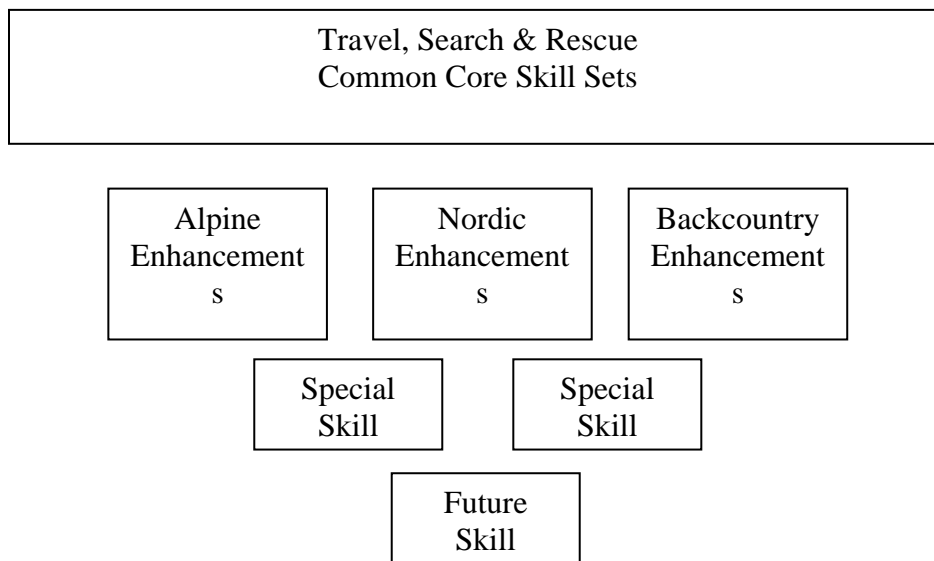 Travel, Search & Rescue
Common Core Skill Sets
Alpine
Enhancement
s
Nordic
Enhancement
s
Backcountry
Enhancement
s
Special
Skill
Special
Skill
Future
Skill